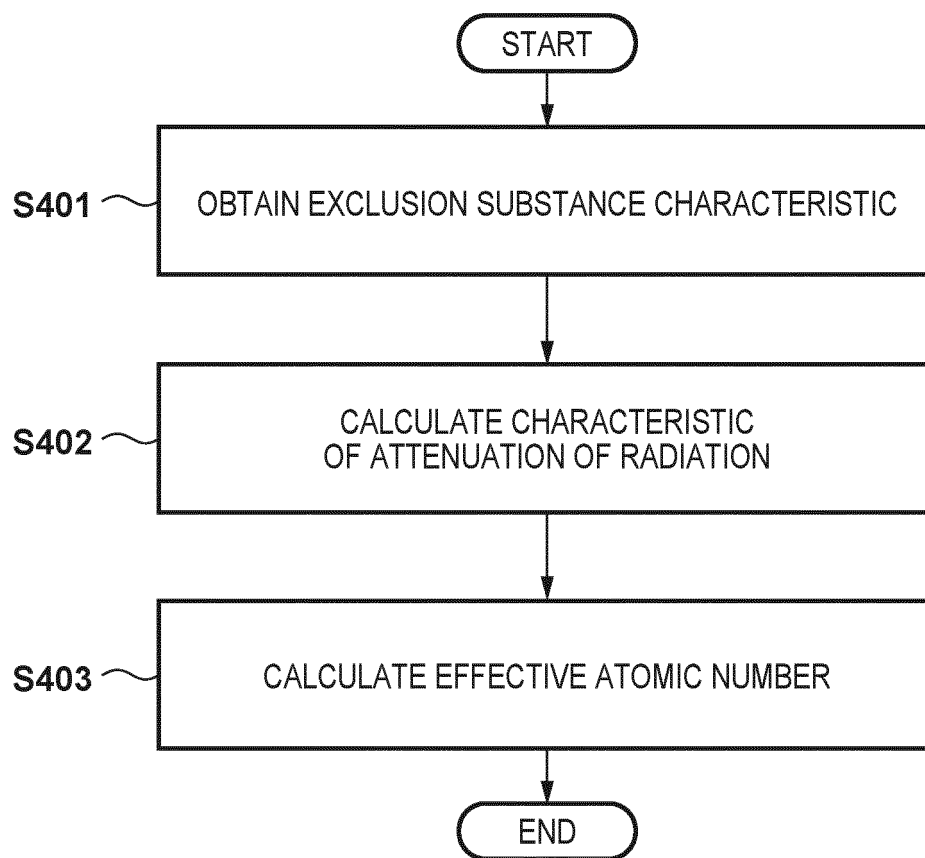 START
S401
OBTAIN EXCLUSION SUBSTANCE CHARACTERISTIC
S402
CALCULATE CHARACTERISTIC
OF ATTENUATION OF RADIATION
S403
CALCULATE EFFECTIVE ATOMIC NUMBER
END